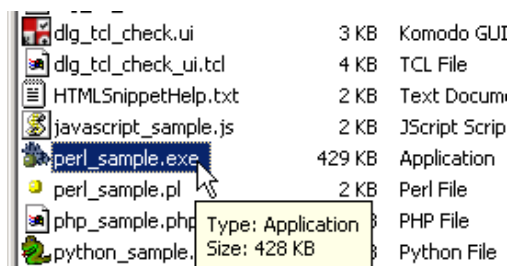 dlg_tcl_check.ui 3 KB Komodo GUI
dlg_tcl_check_ui.tcl 4 KB TCL File
HTMLSnippetHelp.txt 2 KB Text Docum
javascript_sample.js 2 KB JScript Scrip
perl_sample.exe 429 KB Application
perl_sample.pl 2 KB Perl File
php_sample.php PHP File
python_sample. Python File
Type: Application
Size: 428 KB